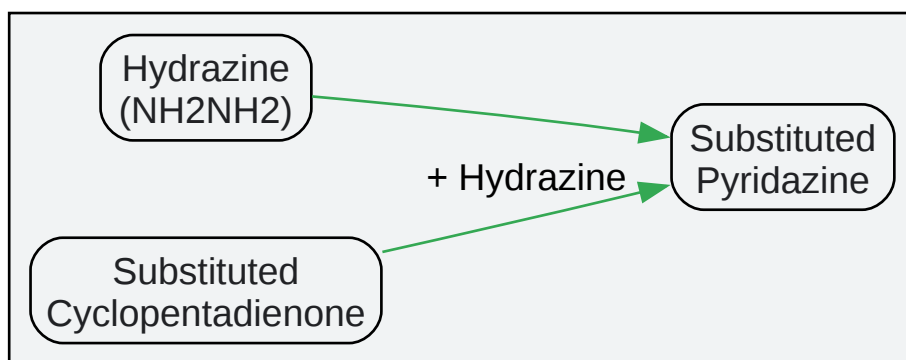 Hydrazine
(NH2NH2)
Substituted
Pyridazine
+ Hydrazine
Substituted
Cyclopentadienone